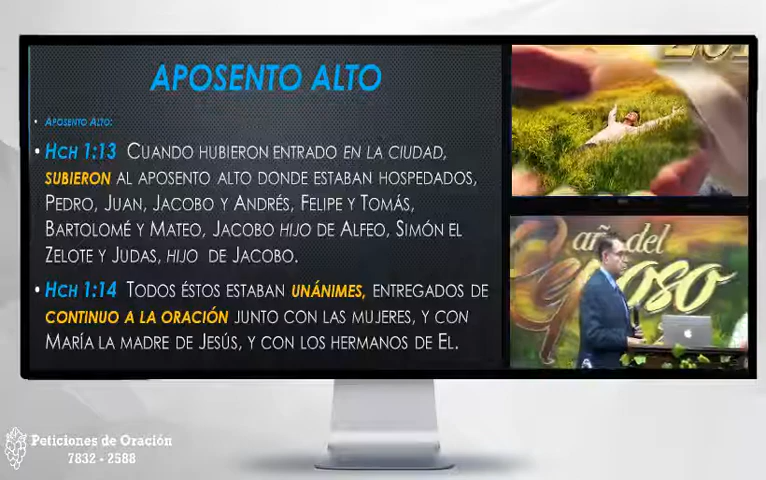 APOSENTO ALTO
• APOSENTO ALTO:
• HCH 1:13 CUANDO HUBIERON ENTRADO EN LA CIUDAD,
SUBIERON AL APOSENTO ALTO DONDE ESTABAN HOSPEDADOS,
PEDRO, JUAN, JACOBO Y ANDRÉS, FELIPE Y TOMÁS,
BARTOLOMÉ Y MATEO, JACOBO HIJO DE ALFEO, SIMÓN EL
ZELOTE Y JUDAS, HIJO DE JACOBO.
• HCH 1:14 TODOS ÉSTOS ESTABAN UNÁNIMES, ENTREGADOS DE
CONTINUO A LA ORACIÓN JUNTO CON LAS MUJERES, Y CON
MARÍA LA MADRE DE JESÚS, Y CON LOS HERMANOS DE EL.
año del
Reposo
Peticiones de Oración
7832 - 2588